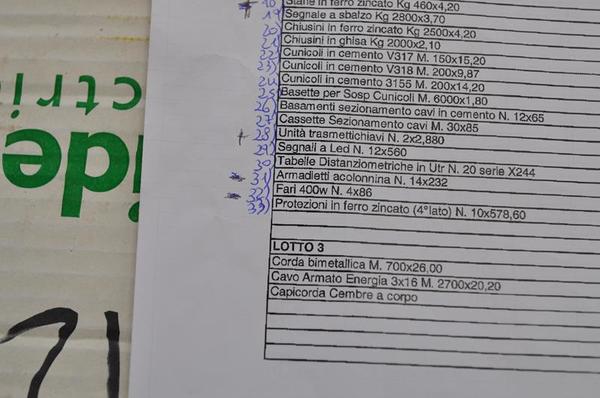 18 Stante in ferro zincato Kg 460x4,20
19 Segnale a sbalzo Kg 2800x3,70
20) Chiusini in ferro zincato Kg 2500x4,20
21 Chiusini in ghisa Kg 2000x2,10
22) Cunicoli in cemento V317 M. 150x15,20
23) Cunicoli in cemento V318 M. 200x9,87
24 Cunicoli in cemento 3155 M. 200x14,20
25) Basette per Sosp Cunicoli M. 6000x1,80
26) Basamenti sezionamento cavi in cemento N. 12x65
27 Cassette Sezionamento cavi M. 30x85
28) Unità trasmettichiavi N. 2x2,880
29) Segnali a Led N. 12x560
30 Tabelle Distanziometriche in Utr N. 20 serie X244
31) Armadietti acolonnina N. 14x232
32) Fari 400w N. 4x86
33) Protezioni in ferro zincato (4°lato) N. 10x578,60
LOTTO 3
Corda bimetallica M. 700x26,00
Cavo Armato Energia 3x16 M. 2700x20,20
Capicorda Cembre a corpo